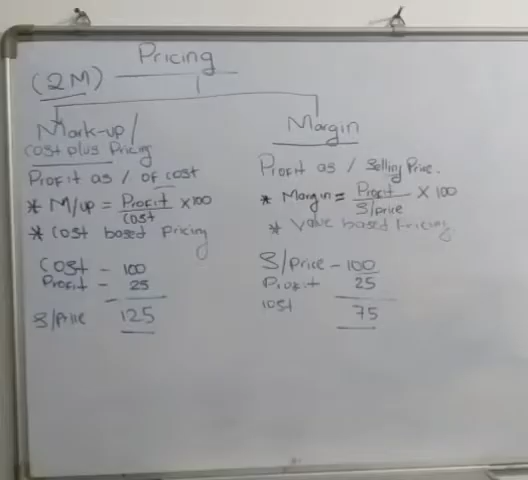 Pricing
(2M)
Mark-up/
Cost plus Pricing
Profit as / of cost
* M/up = Profit/Cost x100
* Cost based Pricing
Cost - 100
Profit - 25
S/Price 125
Margin
Profit as / Selling Price.
* Margin = Profit/S/price X 100
* Value based Pricing
S/Price - 100
Profit 25
Cost 75